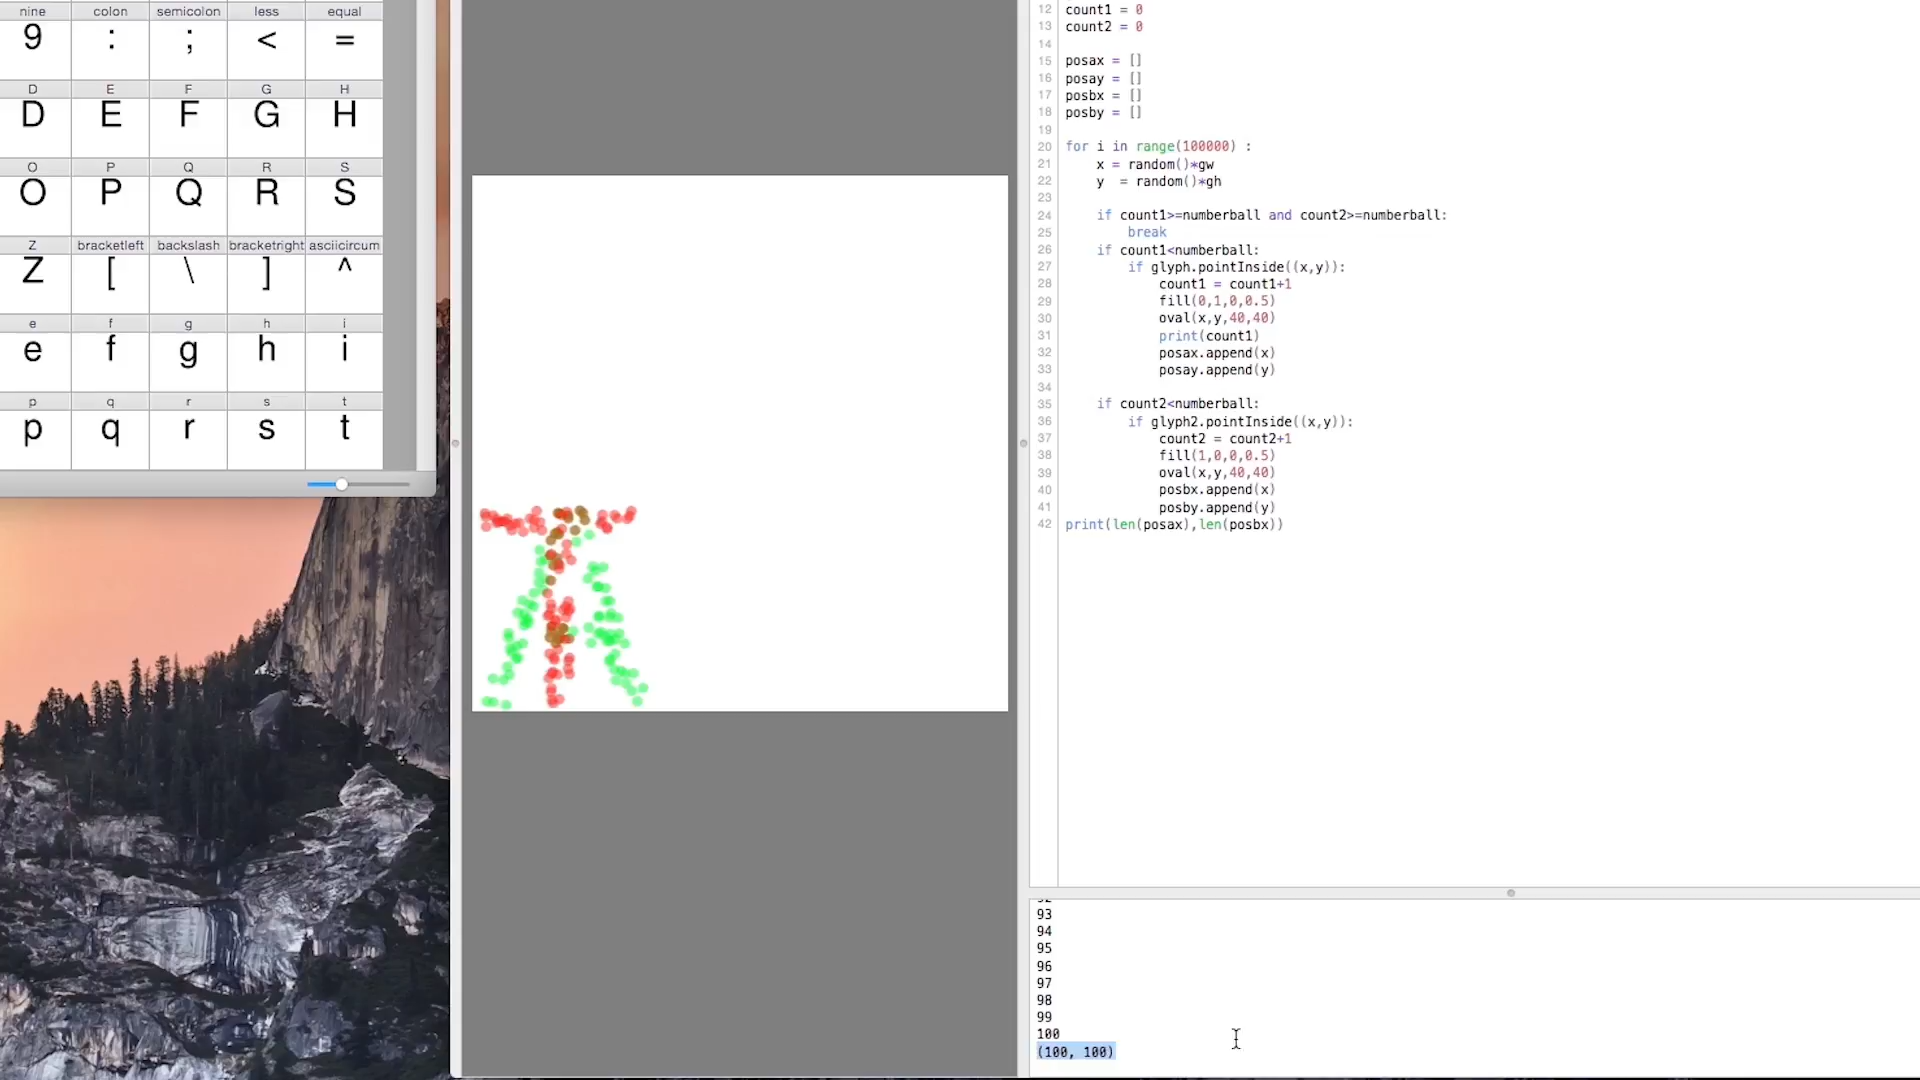 nine colon semicolon less equal
9 : ; < =
D E F G H
D E F G H
O P Q R S
O P Q R S
Z bracketleft backslash bracketright asciicircum
Z [ \ ] ^
e f g h i
e f g h i
p q r s t
p q r s t
12 count1 = 0
13 count2 = 0
14
15 posax = []
16 posay = []
17 posbx = []
18 posby = []
19
20 for i in range(100000) :
21 x = random()*gw
22 y  = random()*gh
23
24 if count1>=numberball and count2>=numberball:
25 break
26 if count1<numberball:
27 if glyph.pointInside((x,y)):
28 count1 = count1+1
29 fill(0,1,0,0.5)
30 oval(x,y,40,40)
31 print(count1)
32 posax.append(x)
33 posay.append(y)
34
35 if count2<numberball:
36 if glyph2.pointInside((x,y)):
37 count2 = count2+1
38 fill(1,0,0,0.5)
39 oval(x,y,40,40)
40 posbx.append(x)
41 posby.append(y)
42 print(len(posax),len(posbx))
93
94
95
96
97
98
99
100
(100, 100)